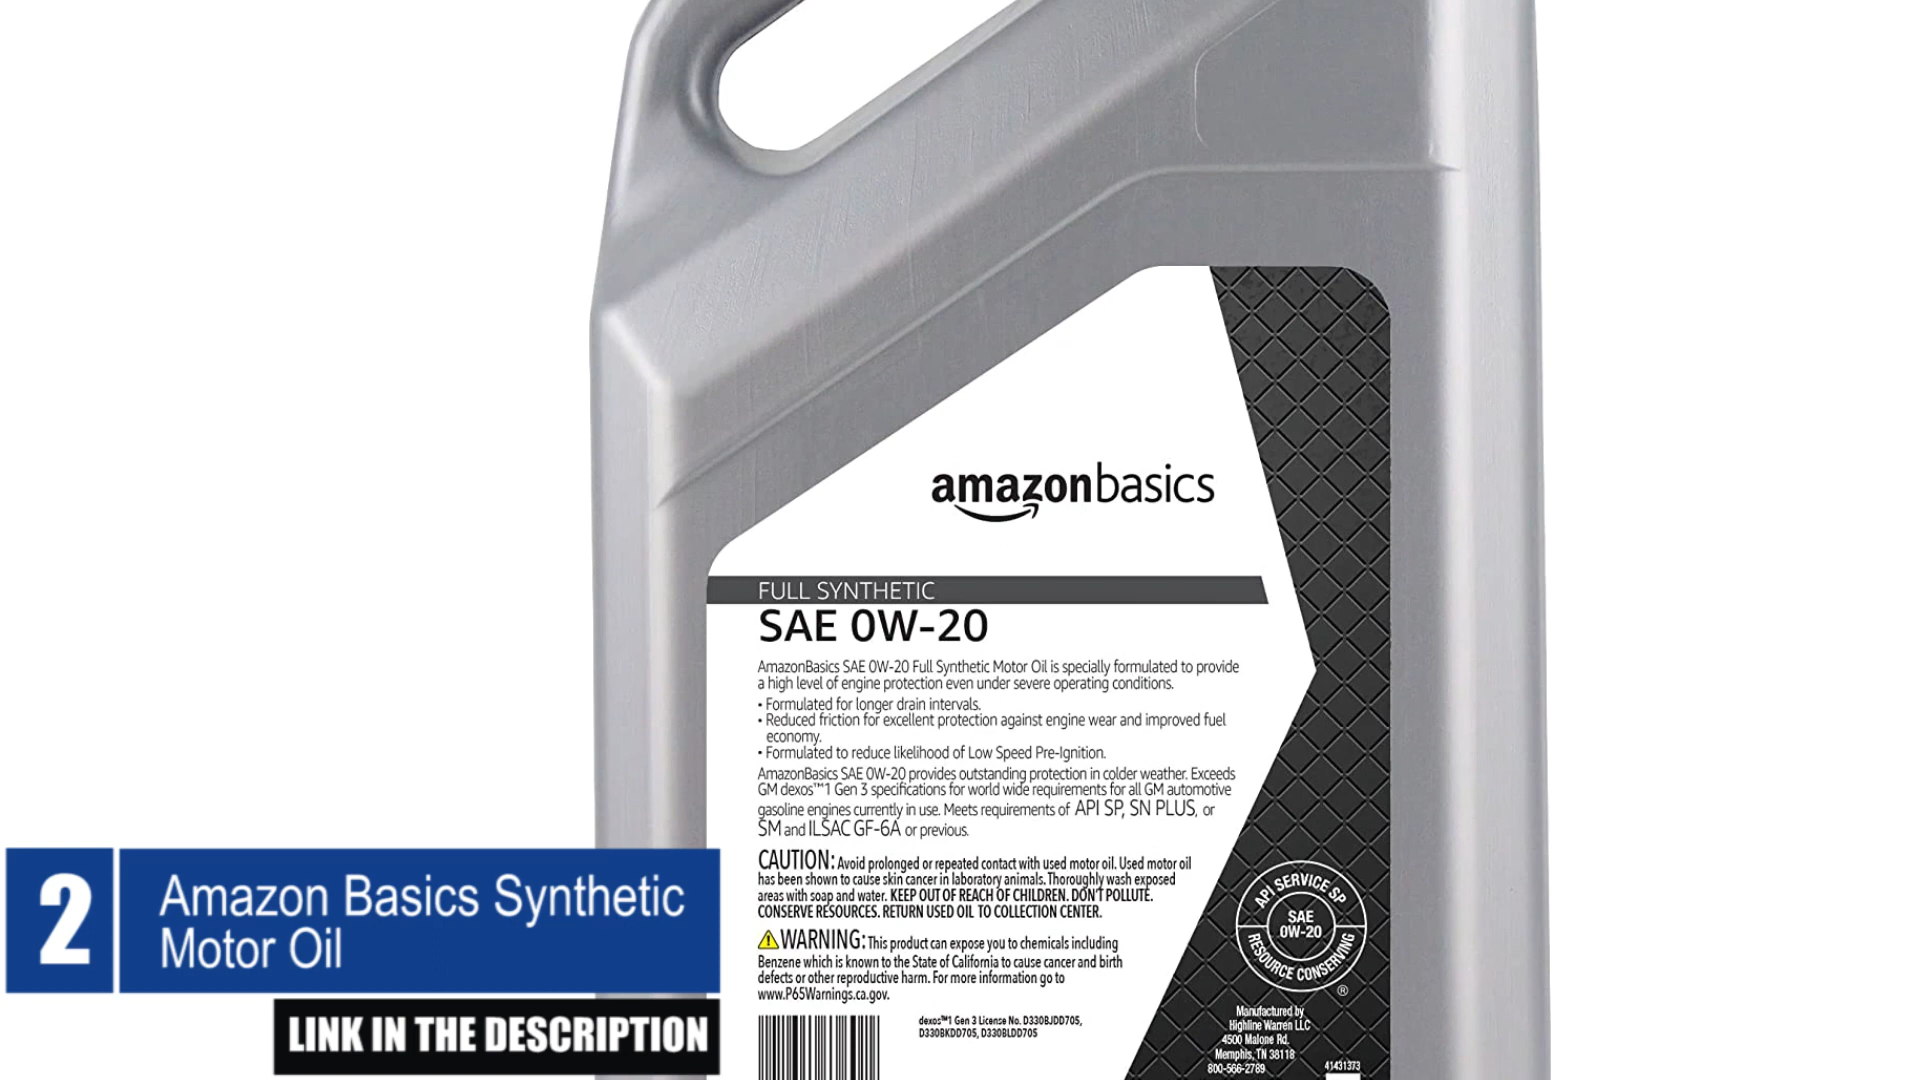 amazonbasics
FULL SYNTHETIC
SAE 0W-20
AmazonBasics SAE 0W-20 Full Synthetic Motor Oil is specially formulated to provide
a high level of engine protection even under severe operating conditions.
• Formulated for longer drain intervals.
• Reduced friction for excellent protection against engine wear and improved fuel
economy.
• Formulated to reduce likelihood of Low Speed Pre-Ignition.
AmazonBasics SAE 0W-20 provides outstanding protection in colder weather. Exceeds
GM dexos™1 Gen 3 specifications for world wide requirements for all GM automotive
gasoline engines currently in use. Meets requirements of API SP, SN PLUS, or
SM and ILSAC GF-6A or previous.
CAUTION: Avoid prolonged or repeated contact with used motor oil. Used motor oil
has been shown to cause skin cancer in laboratory animals. Thoroughly wash exposed
areas with soap and water. KEEP OUT OF REACH OF CHILDREN. DON'T POLLUTE.
CONSERVE RESOURCES. RETURN USED OIL TO COLLECTION CENTER.
WARNING: This product can expose you to chemicals including
Benzene which is known to the State of California to cause cancer and birth
defects or other reproductive harm. For more information go to
www.P65Warnings.ca.gov.
dexos™1 Gen 3 License No. D330BJDD705,
D330BKDD705, D330BLDD705
API SERVICE SP
SAE
0W-20
RESOURCE CONSERVING
®
Manufactured by
Highline Warren LLC
4500 Malone Rd.
Memphis, TN 38118
800-566-2789
41431373
2
Amazon Basics Synthetic
Motor Oil
LINK IN THE DESCRIPTION